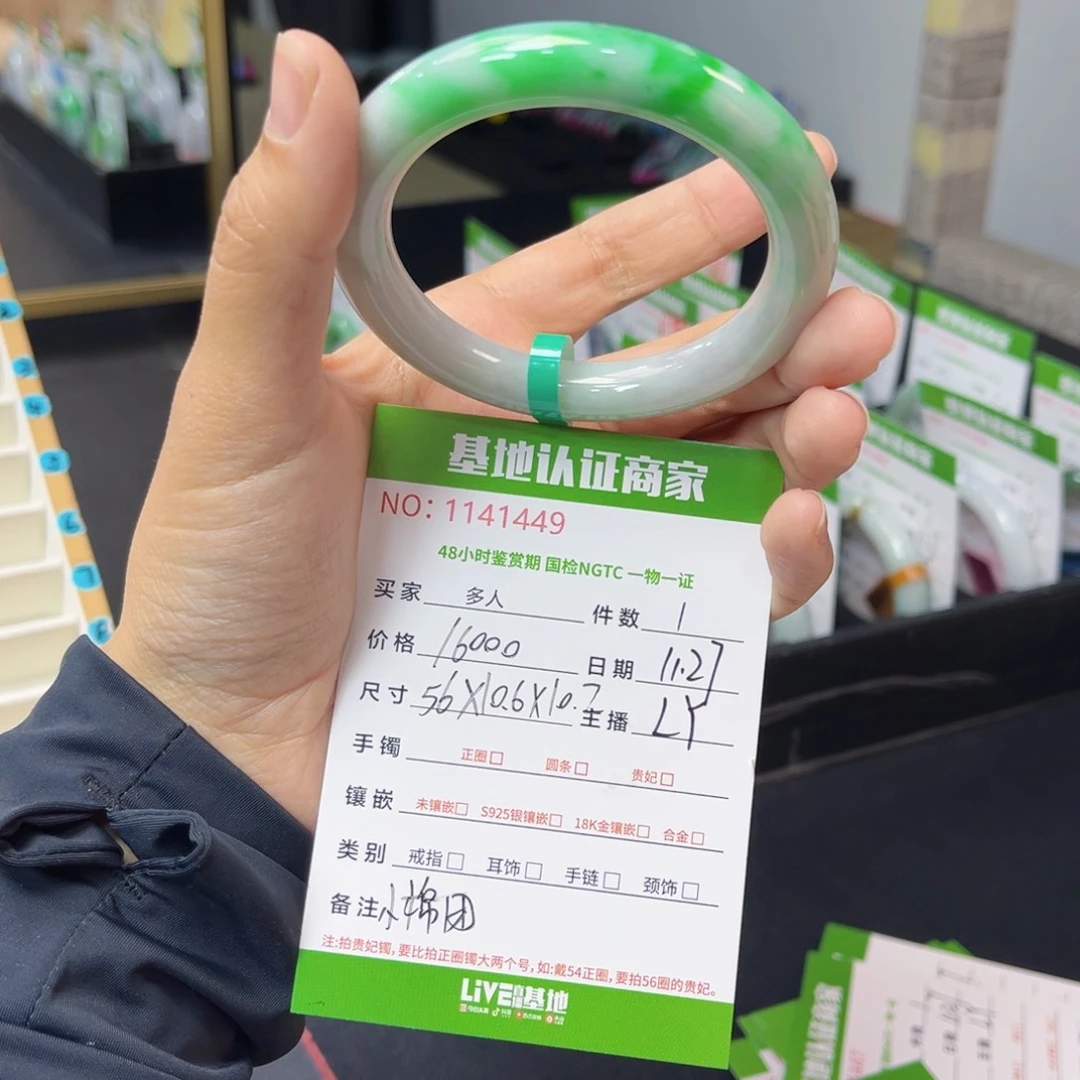 基地认证商家
NO: 1141449
48小时鉴赏期 国检NGTC 一物一证
买家 多人 件数 1
价格 16000 日期 11.27
尺寸 56X10.6X10.7 主播 LY
手镯 正圈□ 圆条□ 贵妃□
镶嵌 未镶嵌□ S925银镶嵌□ 18K金镶嵌□ 合金□
类别 戒指□ 耳饰□ 手链□ 颈饰□
备注 小棉团
注:拍贵妃镯,要比拍正圈镯大两个号,如:戴54正圈,要拍56圈的贵妃。
LiVE直播基地